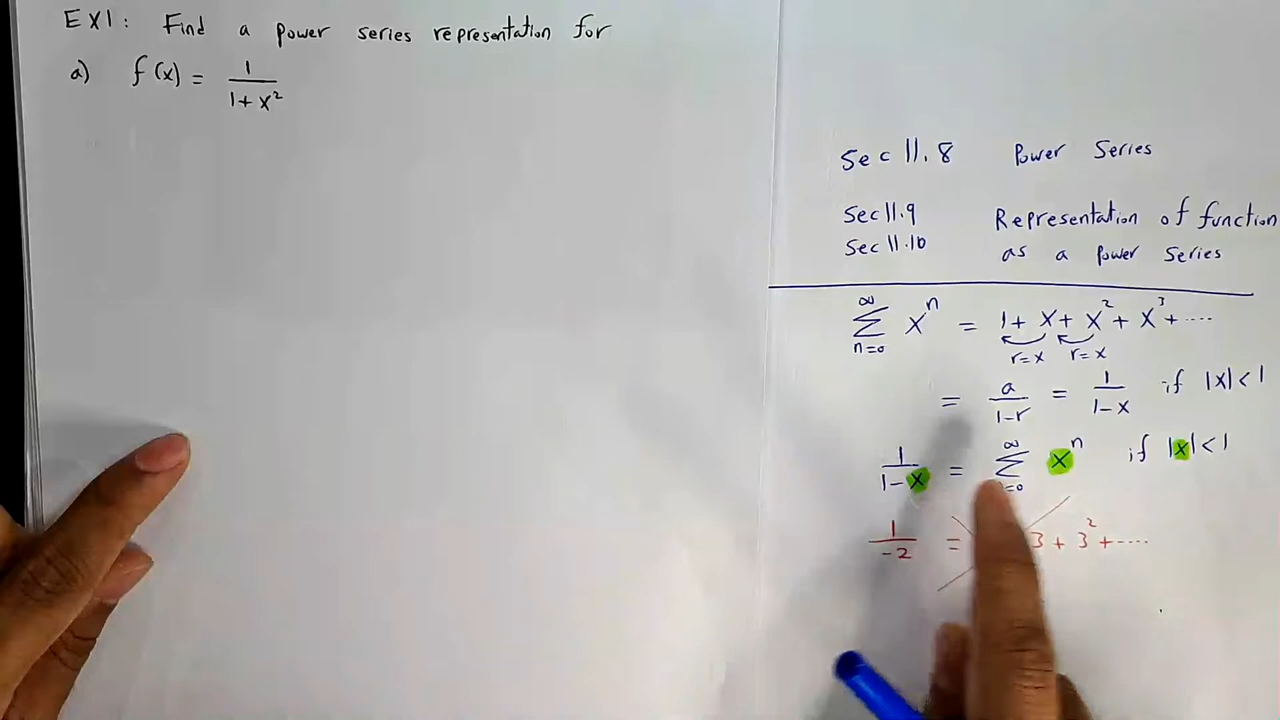 EX1: Find a power series representation for
a) f(x) = 1/(1+x²)
Sec 11.8 Power Series
Sec 11.9 Representation of function
Sec 11.10 as a power series
∞ Σ n=0 xⁿ = 1 + x + x² + x³ + ....
r=x r=x
= a/(1-r) = 1/(1-x) if |x|<1
1/(1-x) = ∞ Σ =0 xⁿ if |x|<1
1/-2 = 3 + 3² + ....